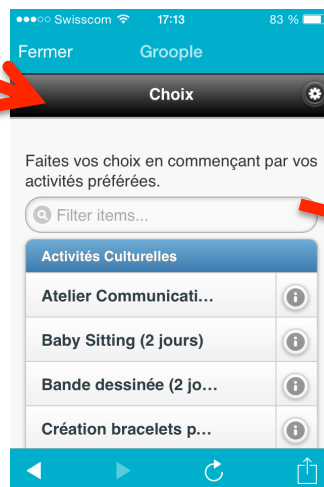 Swisscom 17:13 83 %
Fermer Groople
Choix
Faites vos choix en commençant par vos
activités préférées.
Filter items...
Activités Culturelles
Atelier Communicati...
Baby Sitting (2 jours)
Bande dessinée (2 jo...
Création bracelets p...